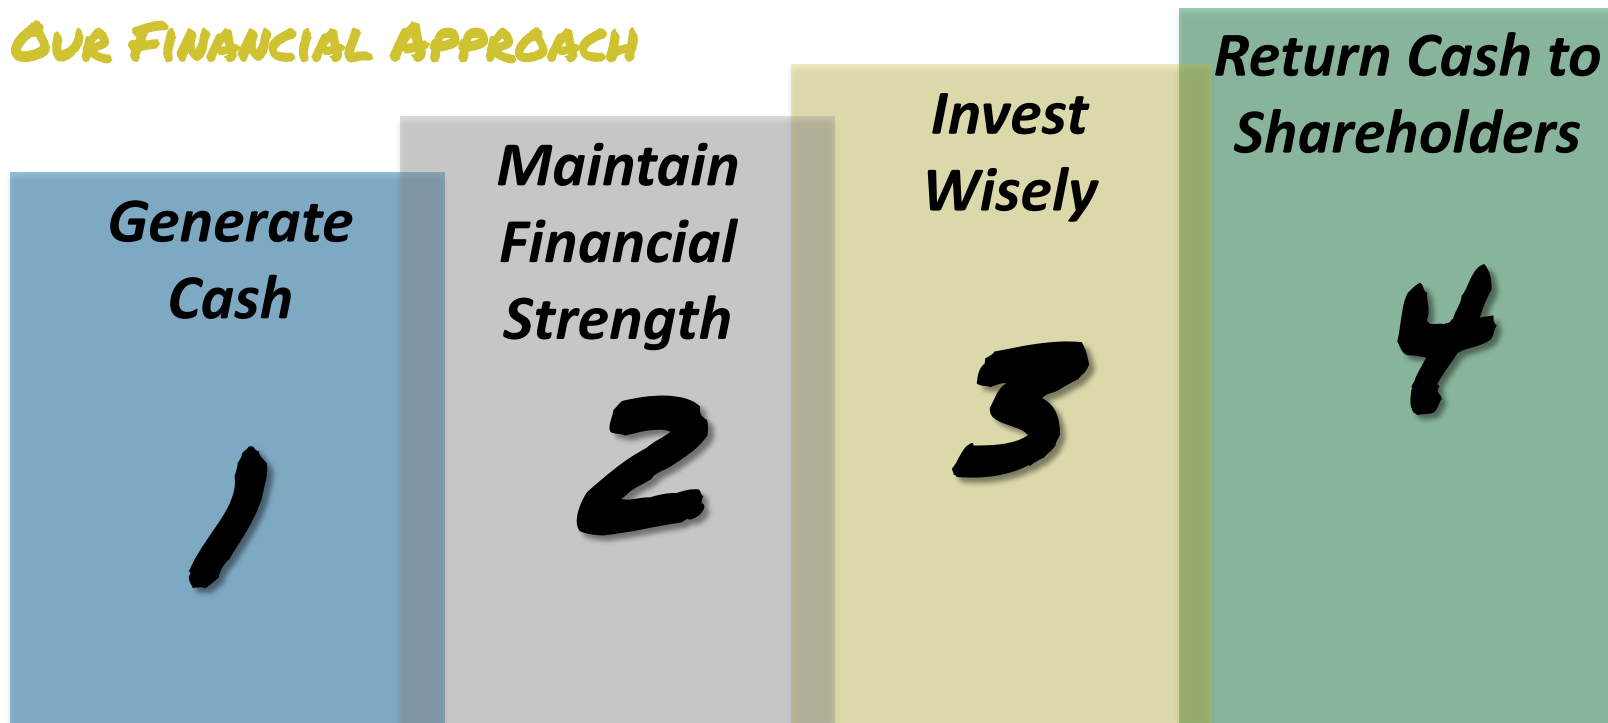 Our Financial Approach
Generate
Cash
1
Maintain
Financial
Strength
2
Invest
Wisely
3
Return Cash to
Shareholders
4